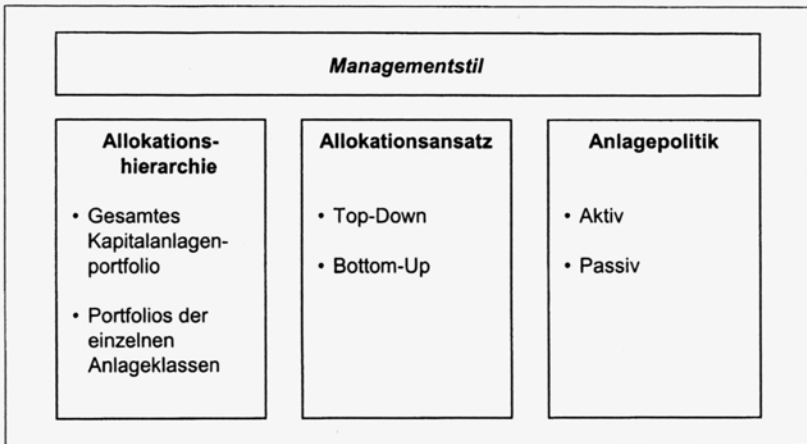 Managementstil
Allokations-
hierarchie
• Gesamtes
Kapitalanlagen-
portfolio
• Portfolios der
einzelnen
Anlageklassen
Allokationsansatz
• Top-Down
• Bottom-Up
Anlagepolitik
• Aktiv
• Passiv